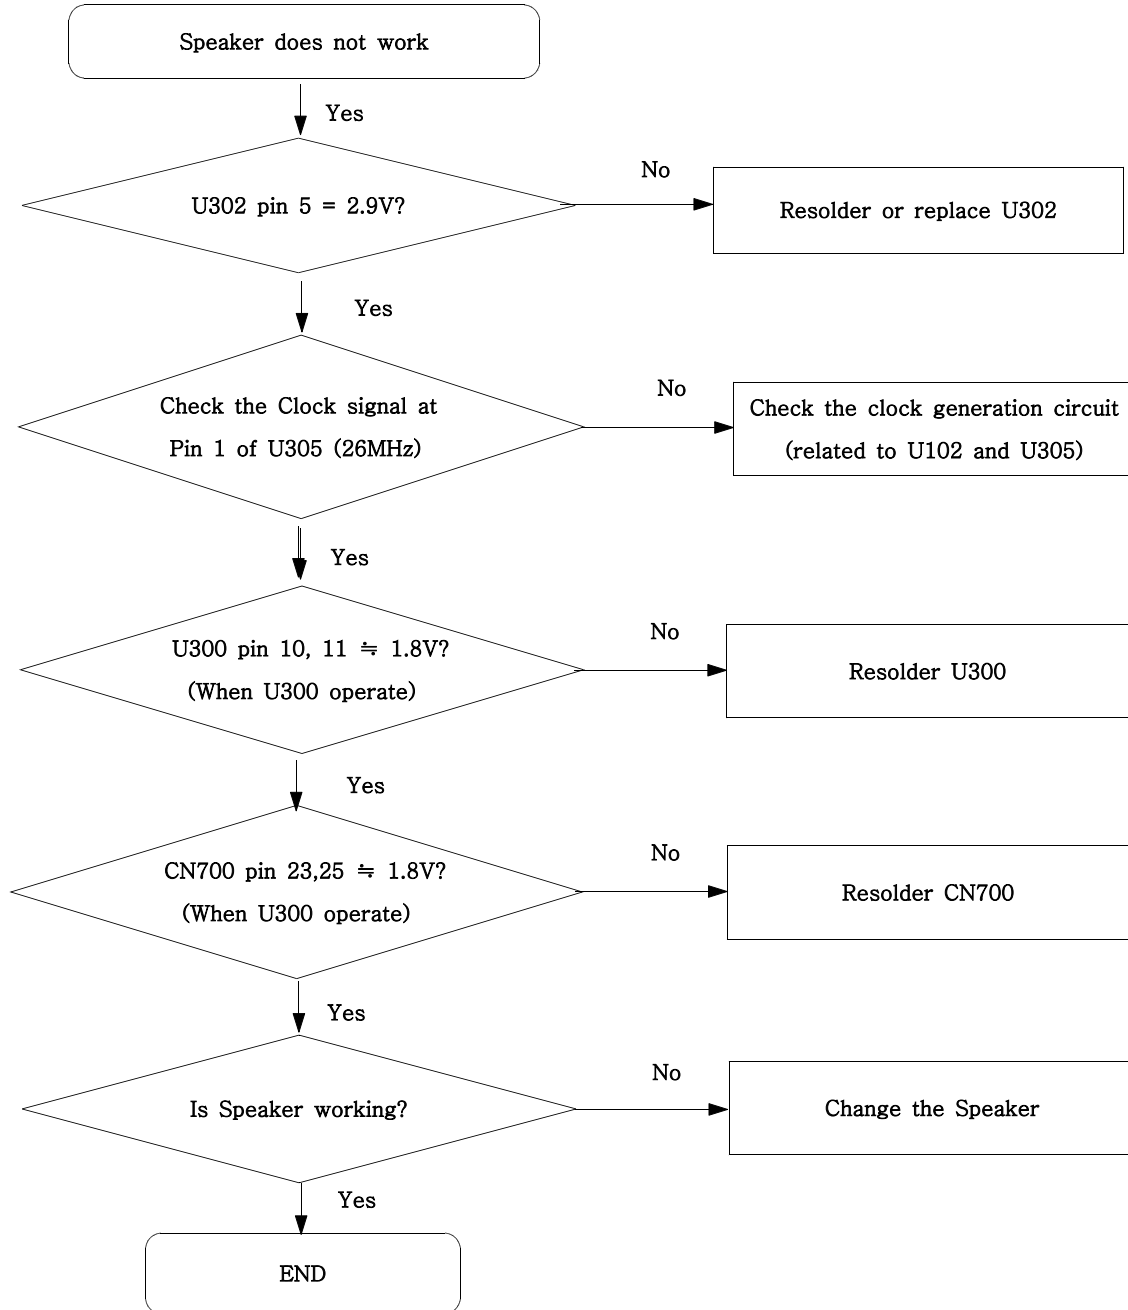 Speaker does not work
Yes
U302 pin 5 = 2.9V?
No
Resolder or replace U302
Yes
Check the Clock signal at
Pin 1 of U305 (26MHz)
No
Check the clock generation circuit
(related to U102 and U305)
Yes
U300 pin 10, 11 ≒ 1.8V?
(When U300 operate)
No
Resolder U300
Yes
CN700 pin 23,25 ≒ 1.8V?
(When U300 operate)
No
Resolder CN700
Yes
Is Speaker working?
No
Change the Speaker
Yes
END